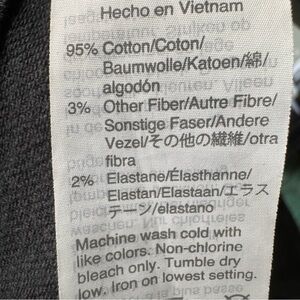 Hecho en Vietnam
95% Cotton/Coton/
Baumwolle/Katoen/綿/
algodón
3% Other Fiber/Autre Fibre/
Sonstige Faser/Andere
Vezel/その他の繊維/otra
fibra
2% Elastane/Élasthanne/
Elastan/Elastaan/エラス
テーン/elastano
Machine wash cold with
like colors. Non-chlorine
bleach only. Tumble dry
low. Iron on lowest setting.